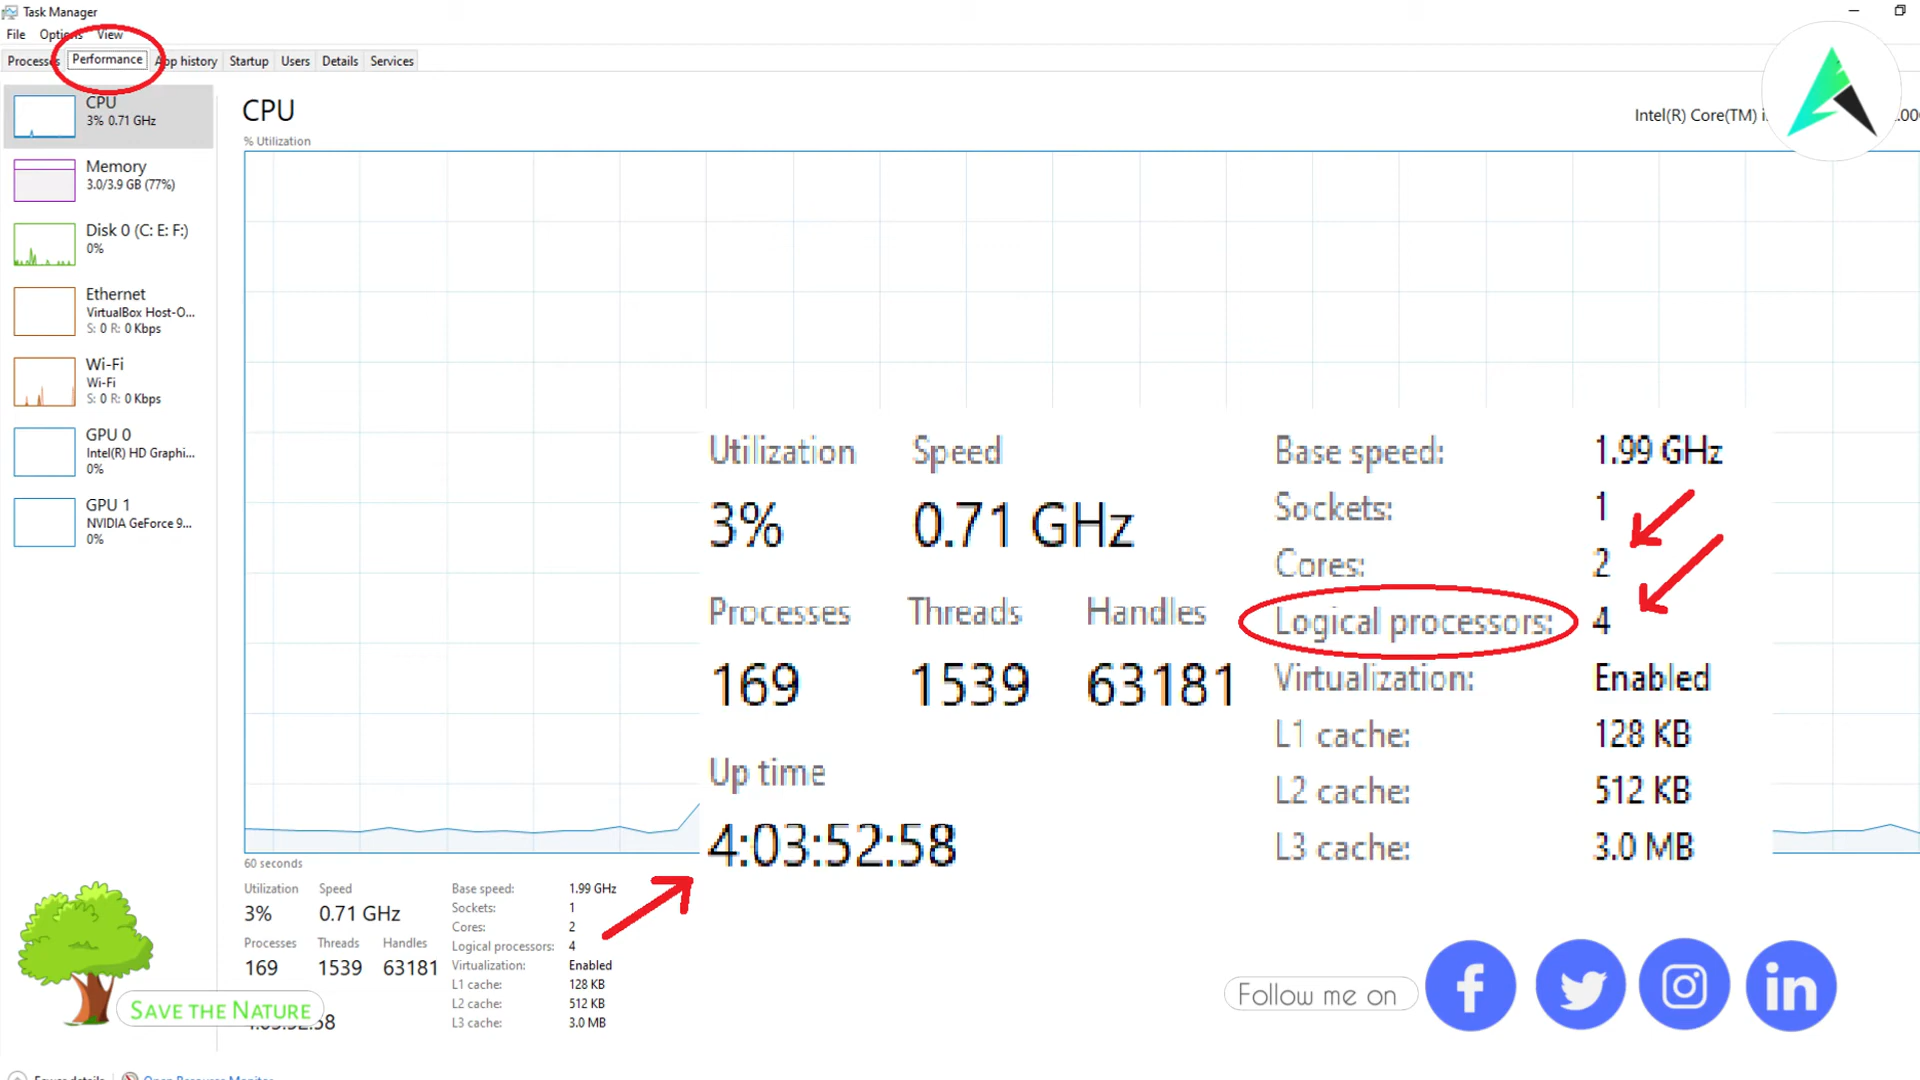 Task Manager
File Options View
Processes Performance App history Startup Users Details Services
CPU
3% 0.71 GHz
Memory
3.0/3.9 GB (77%)
Disk 0 (C: E: F:)
0%
Ethernet
VirtualBox Host-O...
S: 0 R: 0 Kbps
Wi-Fi
Wi-Fi
S: 0 R: 0 Kbps
GPU 0
Intel(R) HD Graphi...
0%
GPU 1
NVIDIA GeForce 9...
0%
CPU
Intel(R) Core(TM)
% Utilization
Utilization Speed
3% 0.71 GHz
Processes Threads Handles
169 1539 63181
Up time
4:03:52:58
Base speed: 1.99 GHz
Sockets: 1
Cores: 2
Logical processors: 4
Virtualization: Enabled
L1 cache: 128 KB
L2 cache: 512 KB
L3 cache: 3.0 MB
60 seconds
Utilization Speed
3% 0.71 GHz
Processes Threads Handles
169 1539 63181
Base speed: 1.99 GHz
Sockets: 1
Cores: 2
Logical processors: 4
Virtualization: Enabled
L1 cache: 128 KB
L2 cache: 512 KB
L3 cache: 3.0 MB
SAVE THE NATURE
Follow me on
Fewer details Open Resource Monitor